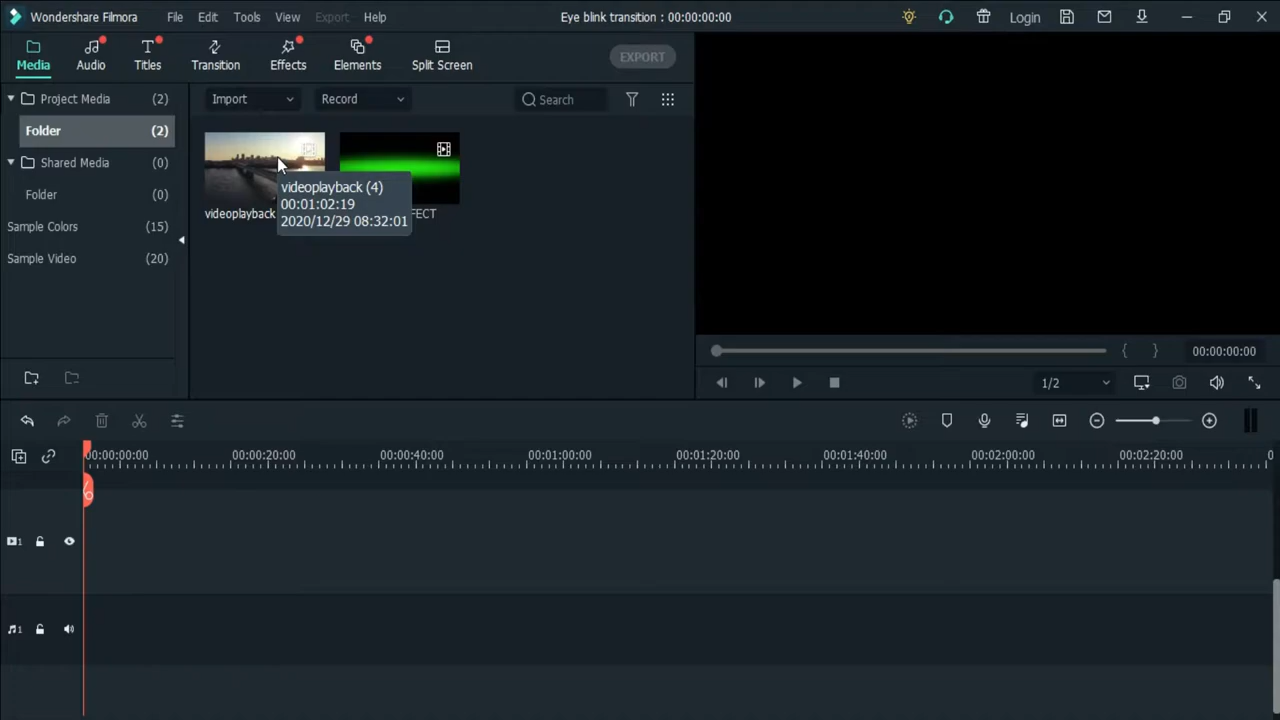 Wondershare Filmora File Edit Tools View Export Help Eye blink transition : 00:00:00:00 Login
Media Audio Titles Transition Effects Elements Split Screen EXPORT
Project Media (2) Import Record Search
Folder (2)
Shared Media (0)
Folder (0)
Sample Colors (15)
Sample Video (20)
videoplayback
FECT
videoplayback (4)
00:01:02:19
2020/12/29 08:32:01
00:00:00:00
1/2
00:00:00:00 00:00:20:00 00:00:40:00 00:01:00:00 00:01:20:00 00:01:40:00 00:02:00:00 00:02:20:00 0
1
1